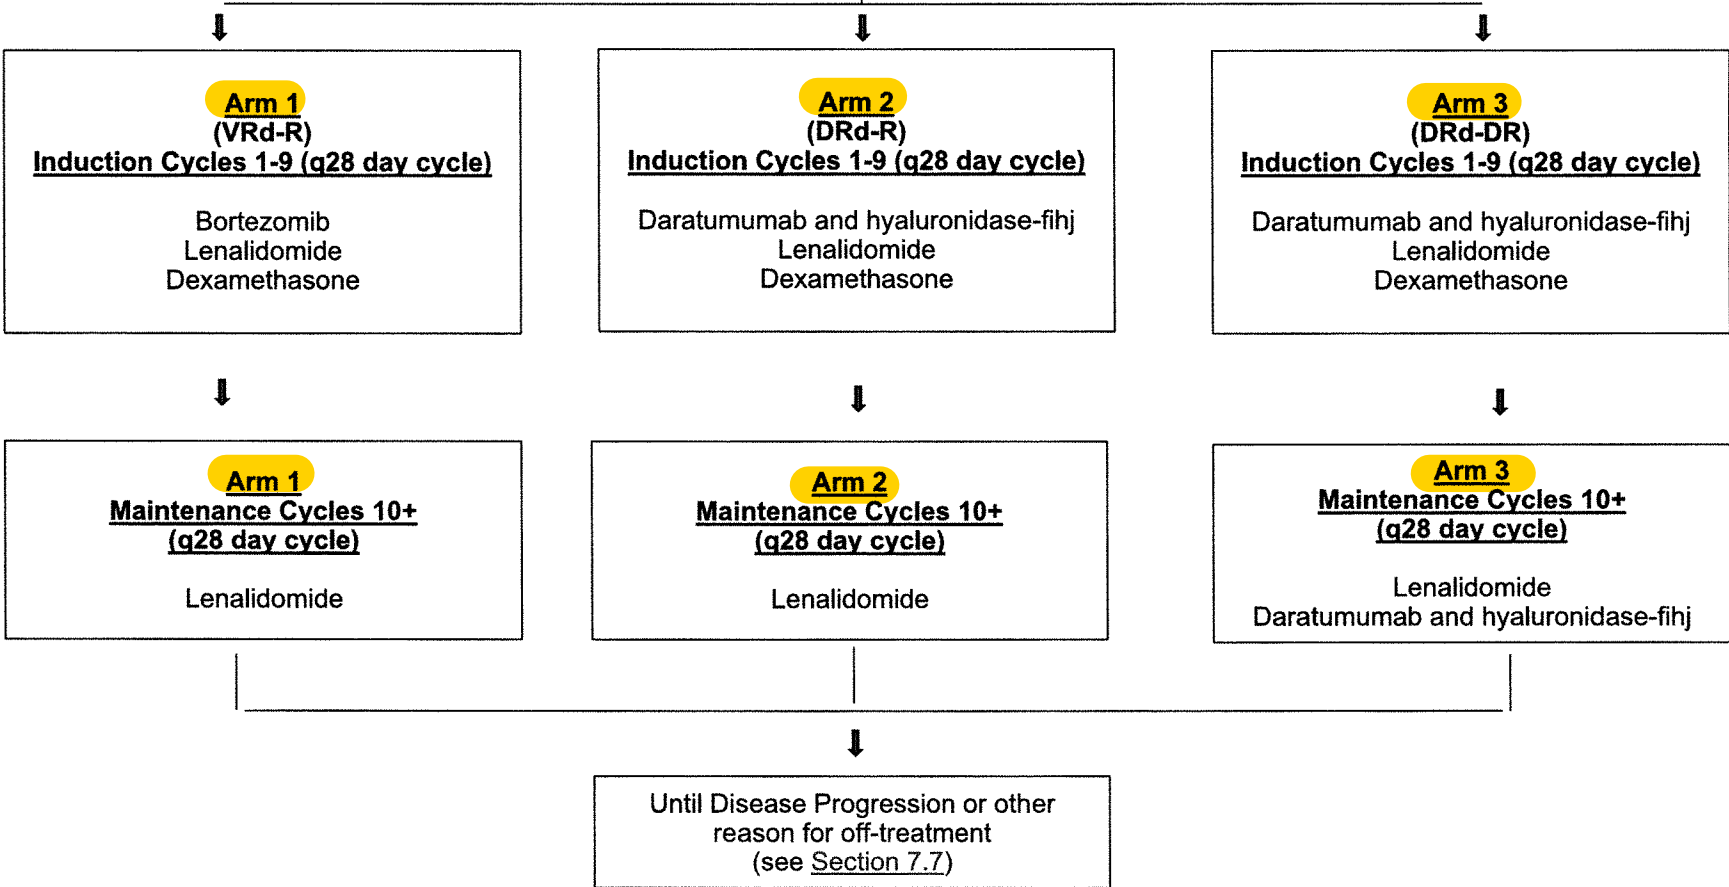 Arm 1
(VRd-R)
Induction Cycles 1-9 (q28 day cycle)
Bortezomib
Lenalidomide
Dexamethasone
Arm 2
(DRd-R)
Induction Cycles 1-9 (q28 day cycle)
Daratumumab and hyaluronidase-fihj
Lenalidomide
Dexamethasone
Arm 3
(DRd-DR)
Induction Cycles 1-9 (q28 day cycle)
Daratumumab and hyaluronidase-fihj
Lenalidomide
Dexamethasone
Arm 1
Maintenance Cycles 10+
(q28 day cycle)
Lenalidomide
Arm 2
Maintenance Cycles 10+
(q28 day cycle)
Lenalidomide
Arm 3
Maintenance Cycles 10+
(q28 day cycle)
Lenalidomide
Daratumumab and hyaluronidase-fihj
Until Disease Progression or other
reason for off-treatment
(see Section 7.7)